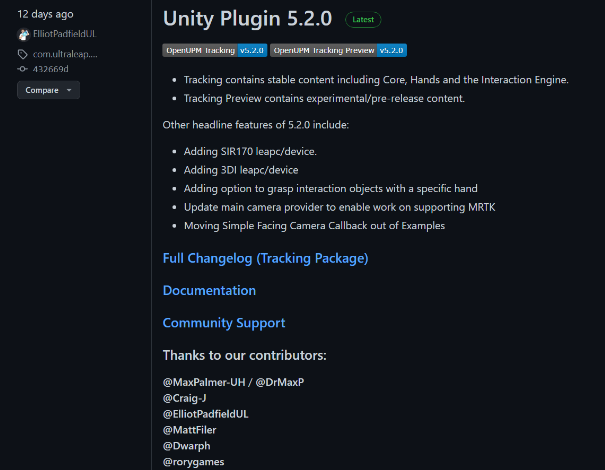 12 days ago
ElliotPadfieldUL
com.ultraleap....
432669d
Compare
Unity Plugin 5.2.0 Latest
OpenUPM Tracking v5.2.0 OpenUPM Tracking Preview v5.2.0
Tracking contains stable content including Core, Hands and the Interaction Engine.
Tracking Preview contains experimental/pre-release content.
Other headline features of 5.2.0 include:
Adding SIR170 leapc/device.
Adding 3DI leapc/device
Adding option to grasp interaction objects with a specific hand
Update main camera provider to enable work on supporting MRTK
Moving Simple Facing Camera Callback out of Examples
Full Changelog (Tracking Package)
Documentation
Community Support
Thanks to our contributors:
@MaxPalmer-UH / @DrMaxP
@Craig-J
@ElliotPadfieldUL
@MattFiler
@Dwarph
@rorygames